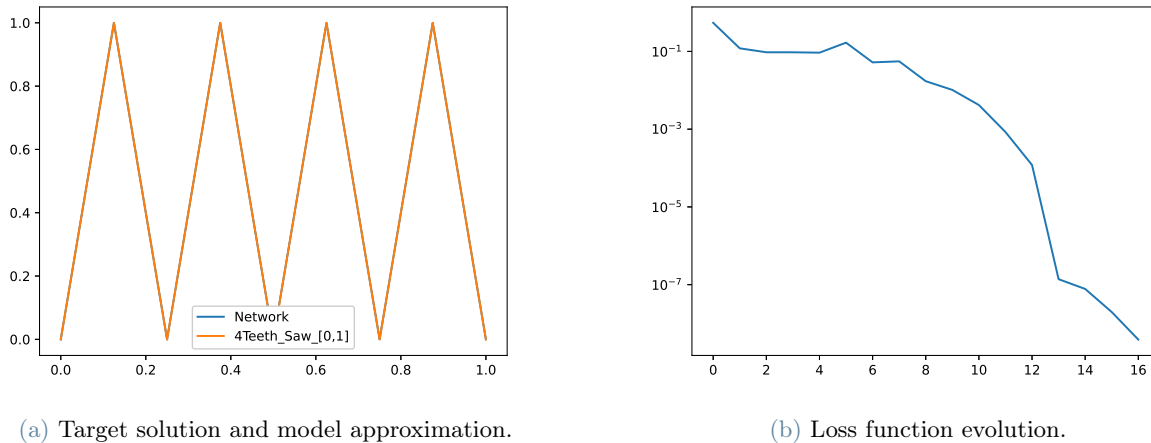 1.0
0.8
0.6
0.4
0.2
0.0
0.0 0.2 0.4 0.6 0.8 1.0
Network
4Teeth_Saw_[0,1]
(a) Target solution and model approximation.
10⁻¹
10⁻³
10⁻⁵
10⁻⁷
0 2 4 6 8 10 12 14 16
(b) Loss function evolution.